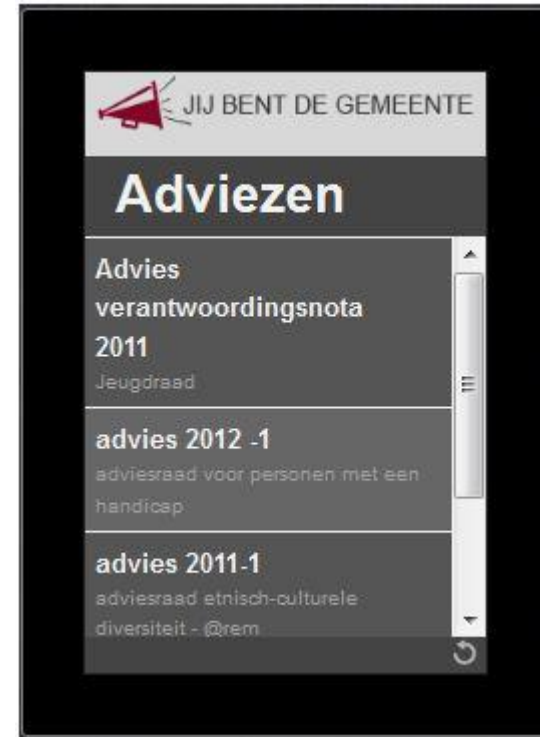 JIJ BENT DE GEMEENTE
Adviezen
Advies
verantwoordingsnota
2011
Jeugdraad
advies 2012 -1
adviesraad voor personen met een
handicap
advies 2011-1
adviesraad etnisch-culturele
diversiteit - @rem